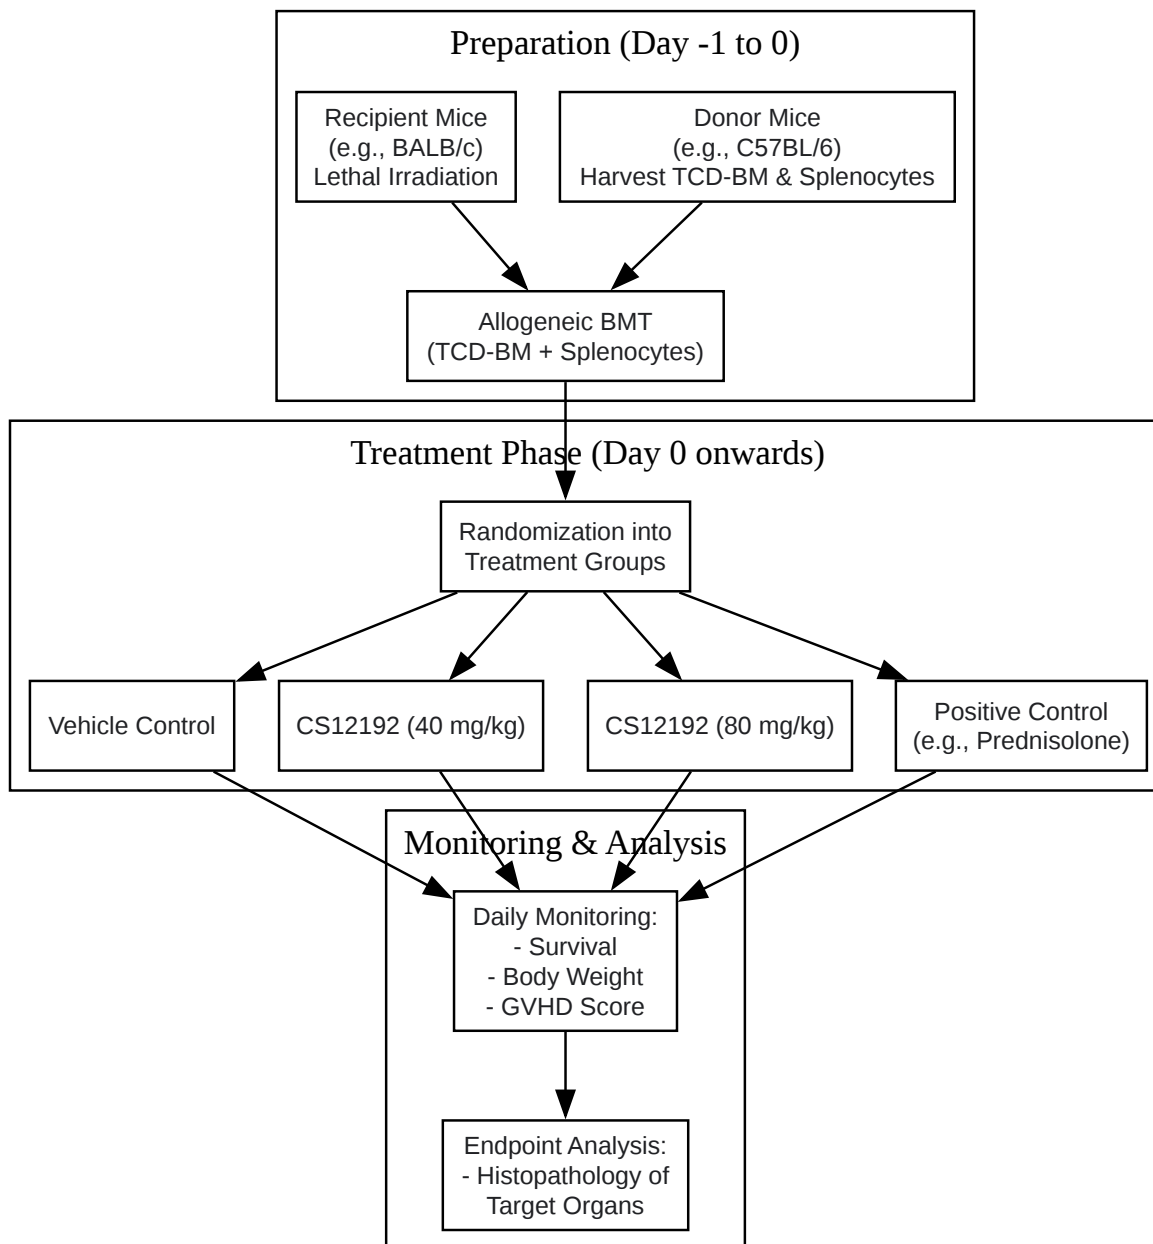 Preparation (Day -1 to 0)
Recipient Mice
(e.g., BALB/c)
Lethal Irradiation
Donor Mice
(e.g., C57BL/6)
Harvest TCD-BM & Splenocytes
Allogeneic BMT
(TCD-BM + Splenocytes)
Treatment Phase (Day 0 onwards)
Randomization into
Treatment Groups
Vehicle Control
CS12192 (40 mg/kg)
CS12192 (80 mg/kg)
Positive Control
(e.g., Prednisolone)
Monitoring & Analysis
Daily Monitoring:
- Survival
- Body Weight
- GVHD Score
Endpoint Analysis:
- Histopathology of
Target Organs